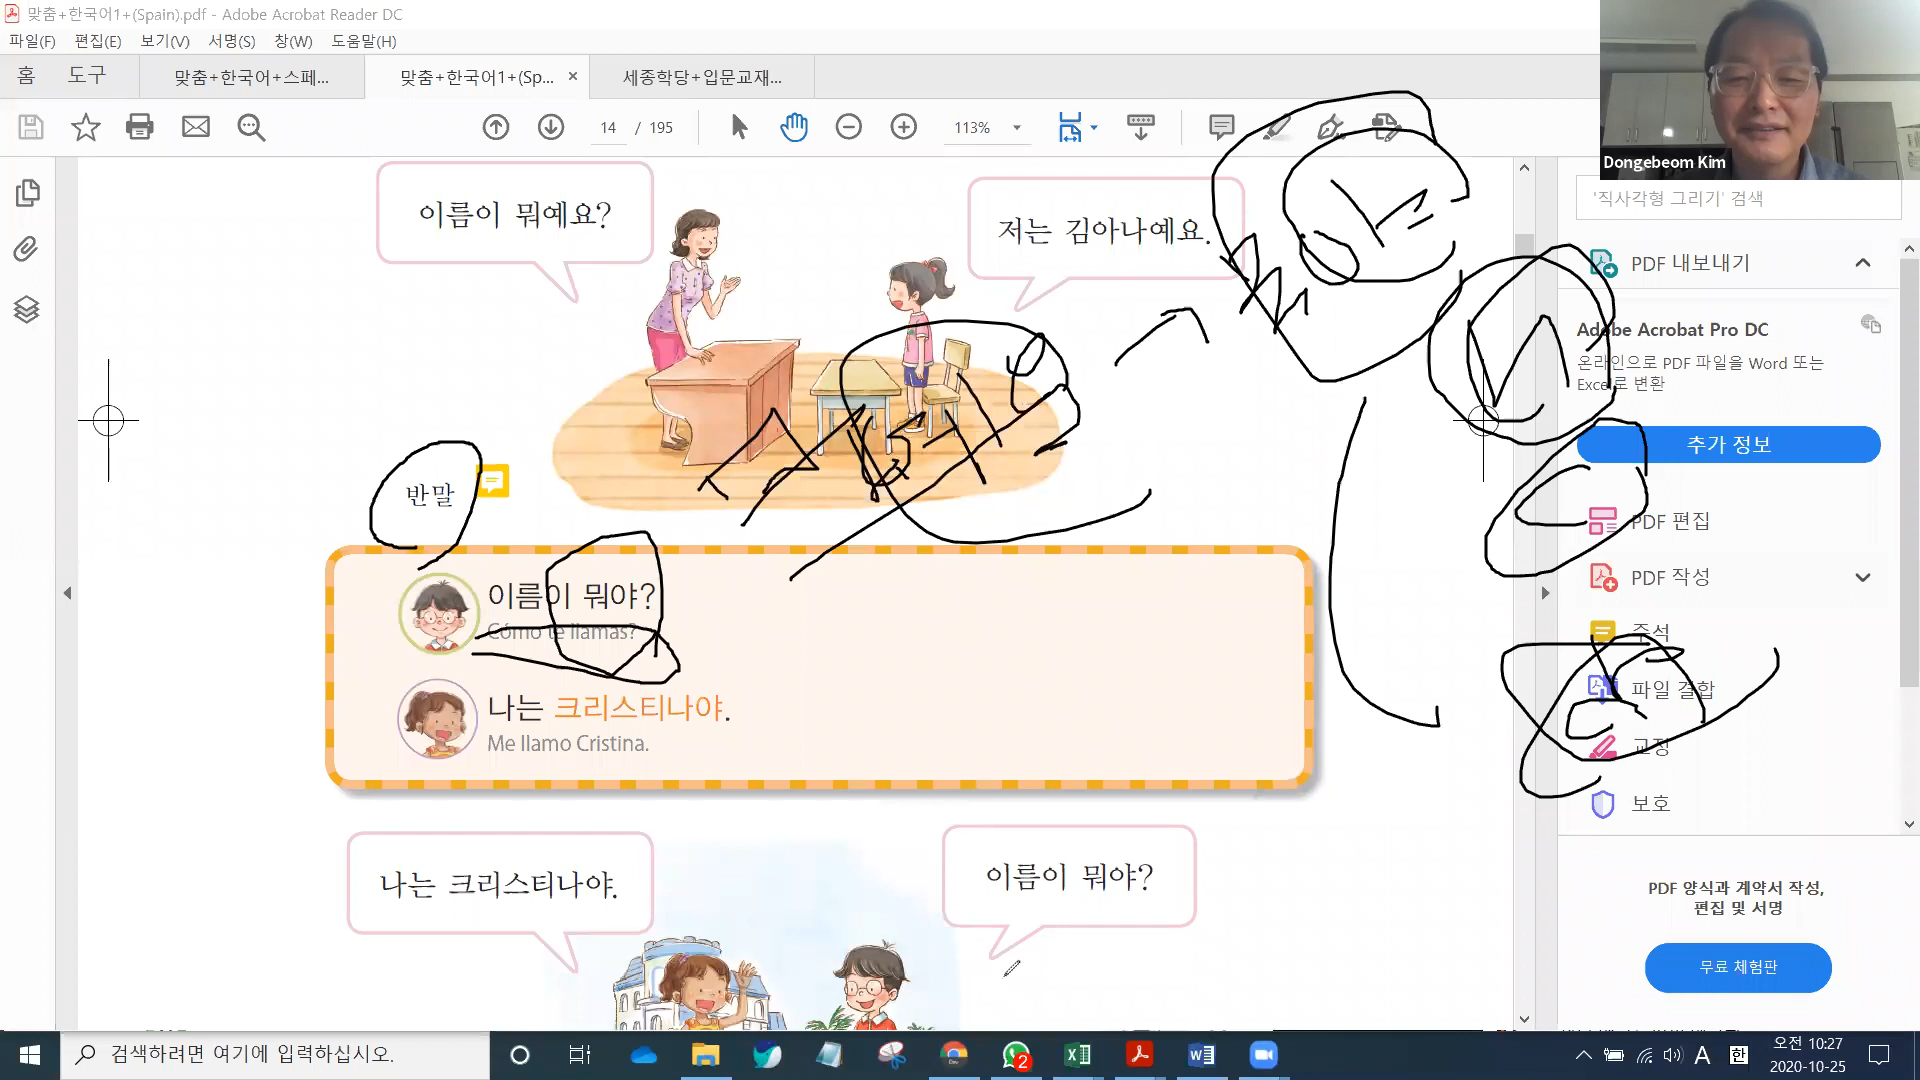 맞춤+한국어1+(Spain).pdf - Adobe Acrobat Reader DC
파일(F) 편집(E) 보기(V) 서명(S) 창(W) 도움말(H)
홈 도구 맞춤+한국어+스페... 맞춤+한국어1+(Sp... × 세종학당+입문교재...
14 / 195 113%
Dongebeom Kim
'직사각형 그리기' 검색
이름이 뭐예요?
저는 김아나예요.
반말
이름이 뭐야?
Cómo te llamas?
나는 크리스티나야.
Me llamo Cristina.
나는 크리스티나야.
이름이 뭐야?
PDF 내보내기
Adobe Acrobat Pro DC
온라인으로 PDF 파일을 Word 또는
Excel로 변환
추가 정보
PDF 편집
PDF 작성
주석
파일 결합
교정
보호
PDF 양식과 계약서 작성,
편집 및 서명
무료 체험판
검색하려면 여기에 입력하십시오.
2
A 한
오전 10:27
2020-10-25